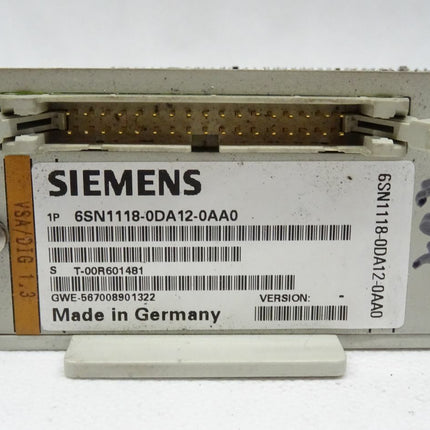 SIEMENS
1P 6SN1118-0DA12-0AA0
S T-00R601481
GWE-567008901322 VERSION: -
Made in Germany
6SN1118-0DA12-0AA0
VSA/DIG 1.3